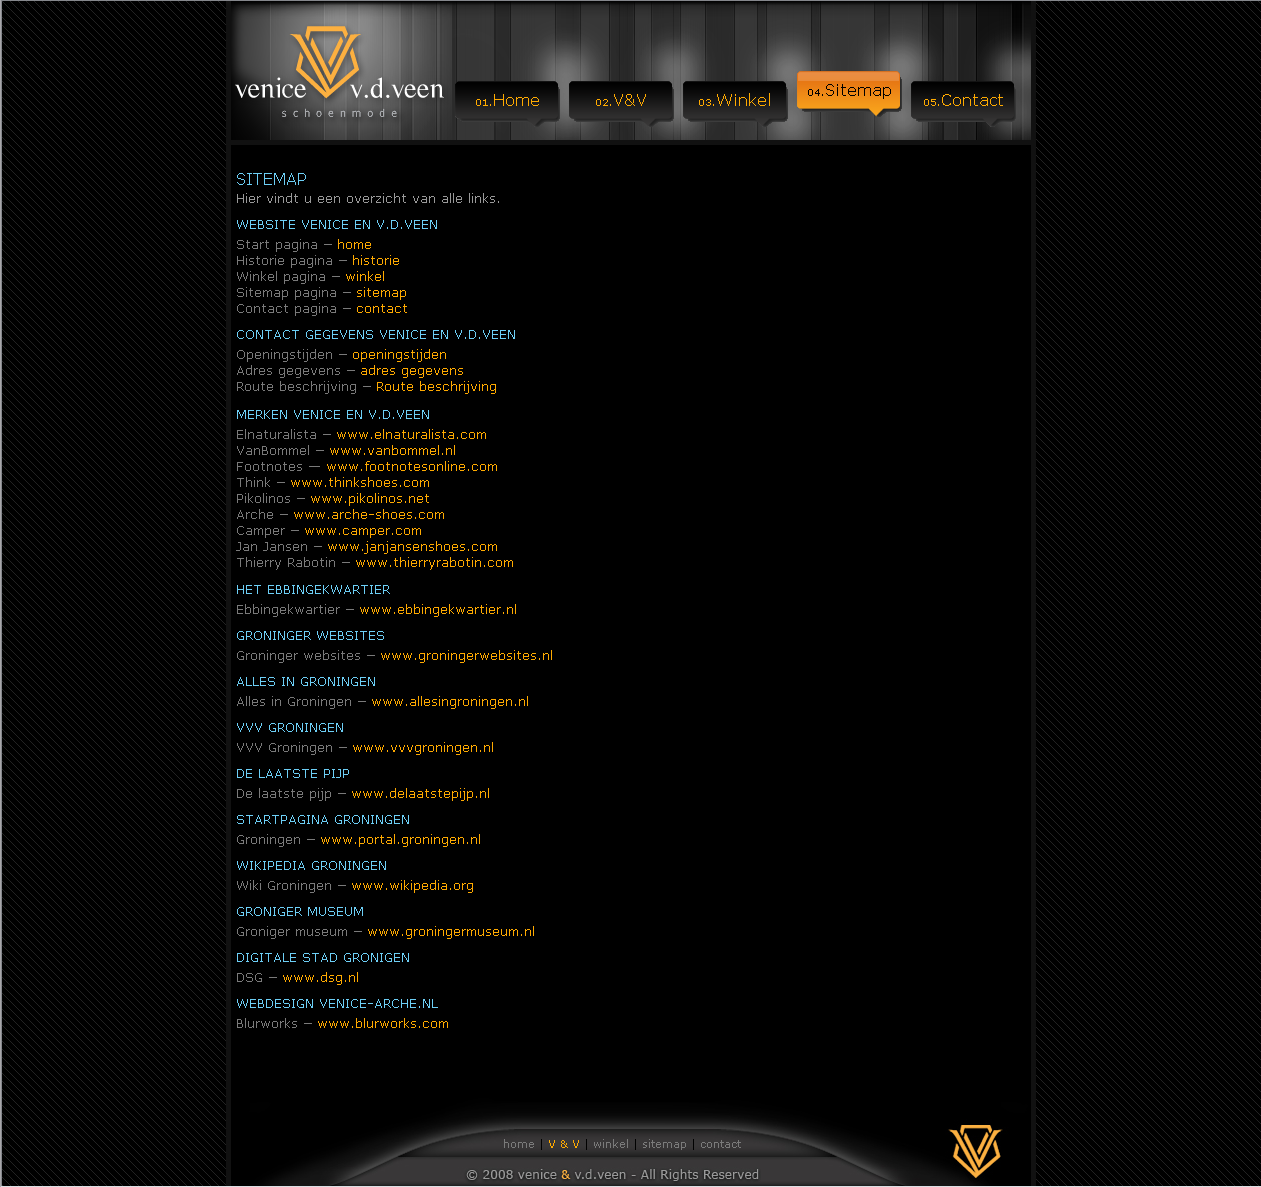 venice v.d.veen
schoenmode
01.Home 02.V&V 03.Winkel 04.Sitemap 05.Contact
SITEMAP
Hier vindt u een overzicht van alle links.
WEBSITE VENICE EN V.D.VEEN
Start pagina – home
Historie pagina – historie
Winkel pagina – winkel
Sitemap pagina – sitemap
Contact pagina – contact
CONTACT GEGEVENS VENICE EN V.D.VEEN
Openingstijden – openingstijden
Adres gegevens – adres gegevens
Route beschrijving – Route beschrijving
MERKEN VENICE EN V.D.VEEN
Elnaturalista – www.elnaturalista.com
VanBommel – www.vanbommel.nl
Footnotes — www.footnotesonline.com
Think – www.thinkshoes.com
Pikolinos – www.pikolinos.net
Arche – www.arche-shoes.com
Camper – www.camper.com
Jan Jansen – www.janjansenshoes.com
Thierry Rabotin – www.thierryrabotin.com
HET EBBINGEKWARTIER
Ebbingekwartier – www.ebbingekwartier.nl
GRONINGER WEBSITES
Groninger websites – www.groningerwebsites.nl
ALLES IN GRONINGEN
Alles in Groningen – www.allesingroningen.nl
VVV GRONINGEN
VVV Groningen – www.vvvgroningen.nl
DE LAATSTE PIJP
De laatste pijp – www.delaatstepijp.nl
STARTPAGINA GRONINGEN
Groningen – www.portal.groningen.nl
WIKIPEDIA GRONINGEN
Wiki Groningen – www.wikipedia.org
GRONIGER MUSEUM
Groniger museum – www.groningermuseum.nl
DIGITALE STAD GRONIGEN
DSG – www.dsg.nl
WEBDESIGN VENICE-ARCHE.NL
Blurworks – www.blurworks.com
home | V & V | winkel | sitemap | contact
© 2008 venice & v.d.veen - All Rights Reserved